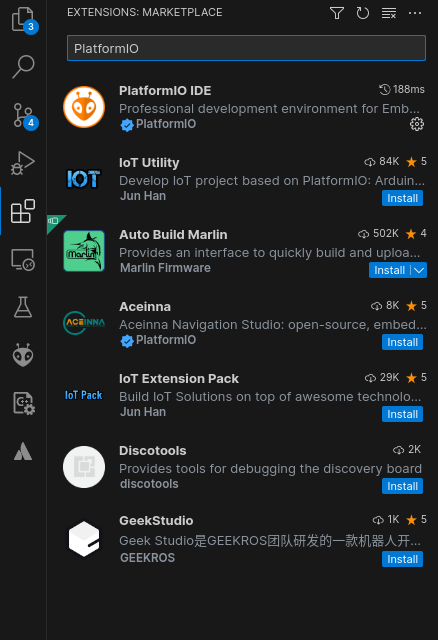 EXTENSIONS: MARKETPLACE
3
PlatformIO
4
PlatformIO IDE 188ms
Professional development environment for Emb...
PlatformIO
IoT Utility 84K ★ 5
Develop IoT project based on PlatformIO: Arduin...
IOT
Jun Han Install
Auto Build Marlin 502K ★ 4
Provides an interface to quickly build and uploa...
Marlin
Marlin Firmware Install
Aceinna 8K ★ 5
Aceinna Navigation Studio: open-source, embed...
ACEINNA
PlatformIO Install
IoT Extension Pack 29K ★ 5
Build IoT Solutions on top of awesome technolo...
IoT Pack
Jun Han Install
Discotools 2K
Provides tools for debugging the discovery board
discotools Install
GeekStudio 1K ★ 5
Geek Studio是GEEKROS团队研发的一款机器人开...
GEEKROS Install